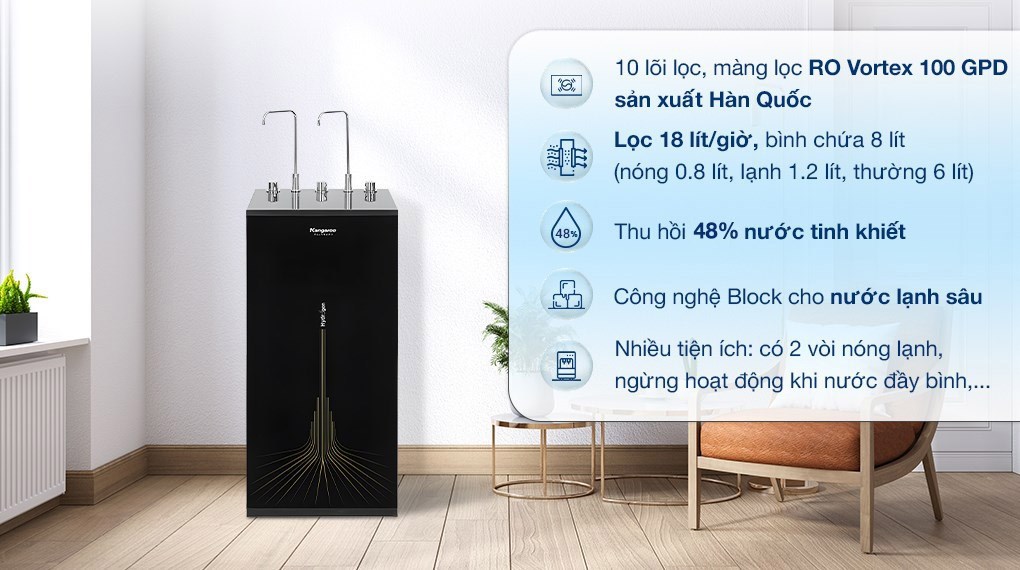 10 lõi lọc, màng lọc RO Vortex 100 GPD
sản xuất Hàn Quốc
Lọc 18 lít/giờ, bình chứa 8 lít
(nóng 0.8 lít, lạnh 1.2 lít, thường 6 lít)
48%
Thu hồi 48% nước tinh khiết
Công nghệ Block cho nước lạnh sâu
Nhiều tiện ích: có 2 vòi nóng lạnh,
ngừng hoạt động khi nước đầy bình,...
Kangaroo
Hydrogen